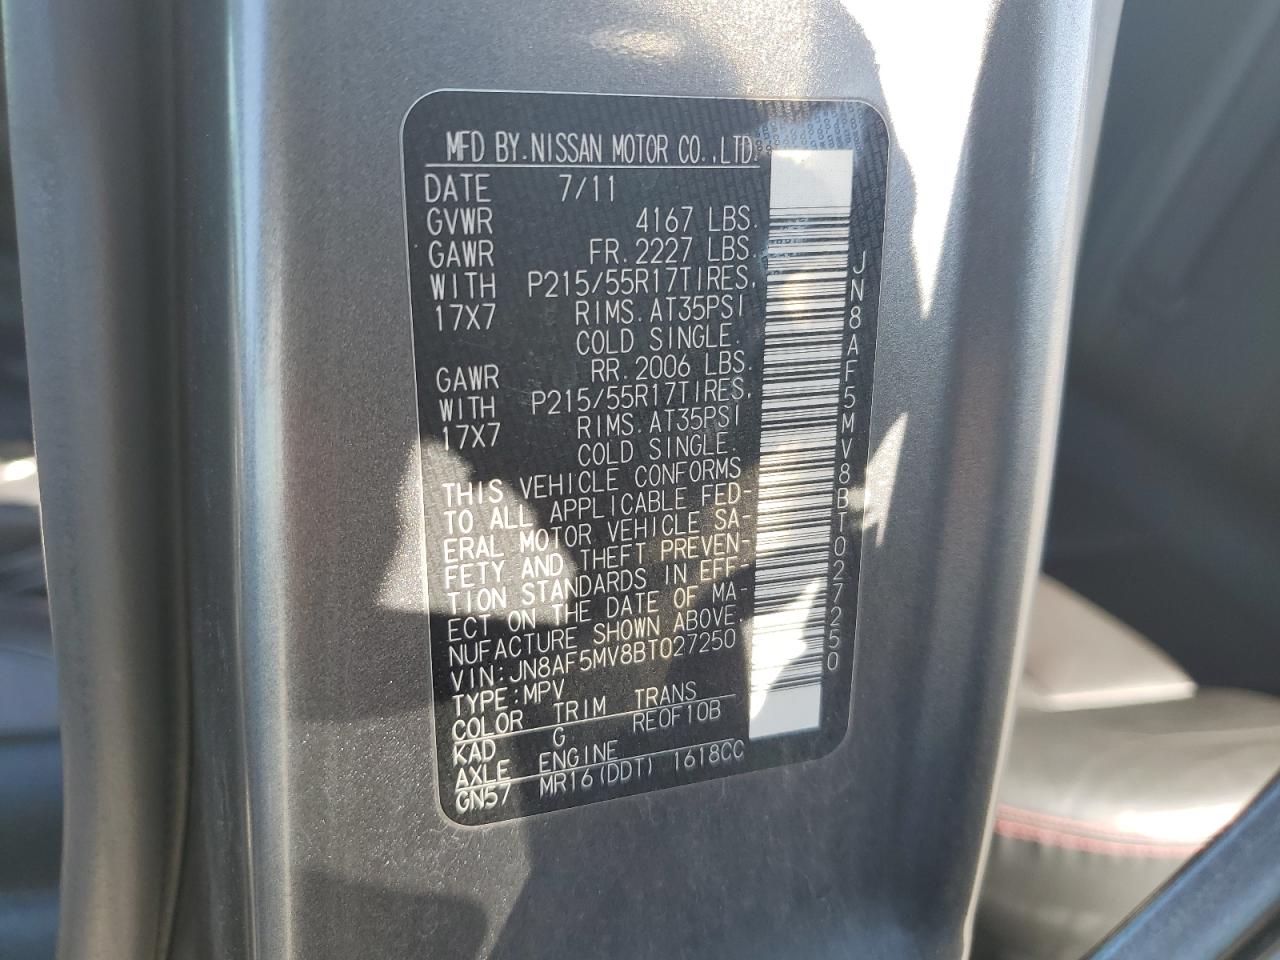 MFD BY.NISSAN MOTOR CO.,LTD.
DATE 7/11
GVWR 4167 LBS.
GAWR FR. 2227 LBS.
WITH P215/55R17TIRES,
17X7 RIMS. AT35PSI
COLD SINGLE.
GAWR RR. 2006 LBS.
WITH P215/55R17TIRES,
17X7 RIMS. AT35PSI
COLD SINGLE.
THIS VEHICLE CONFORMS
TO ALL APPLICABLE FED-
ERAL MOTOR VEHICLE SA-
FETY AND THEFT PREVEN-
TION STANDARDS IN EFF-
ECT ON THE DATE OF MA-
NUFACTURE SHOWN ABOVE.
VIN:JN8AF5MV8BT027250
TYPE:MPV
COLOR TRIM TRANS
KAD G RE0F10B
AXLE ENGINE
GN57 MR16(DDT) 1618CC
JN8AF5MV8BT027250